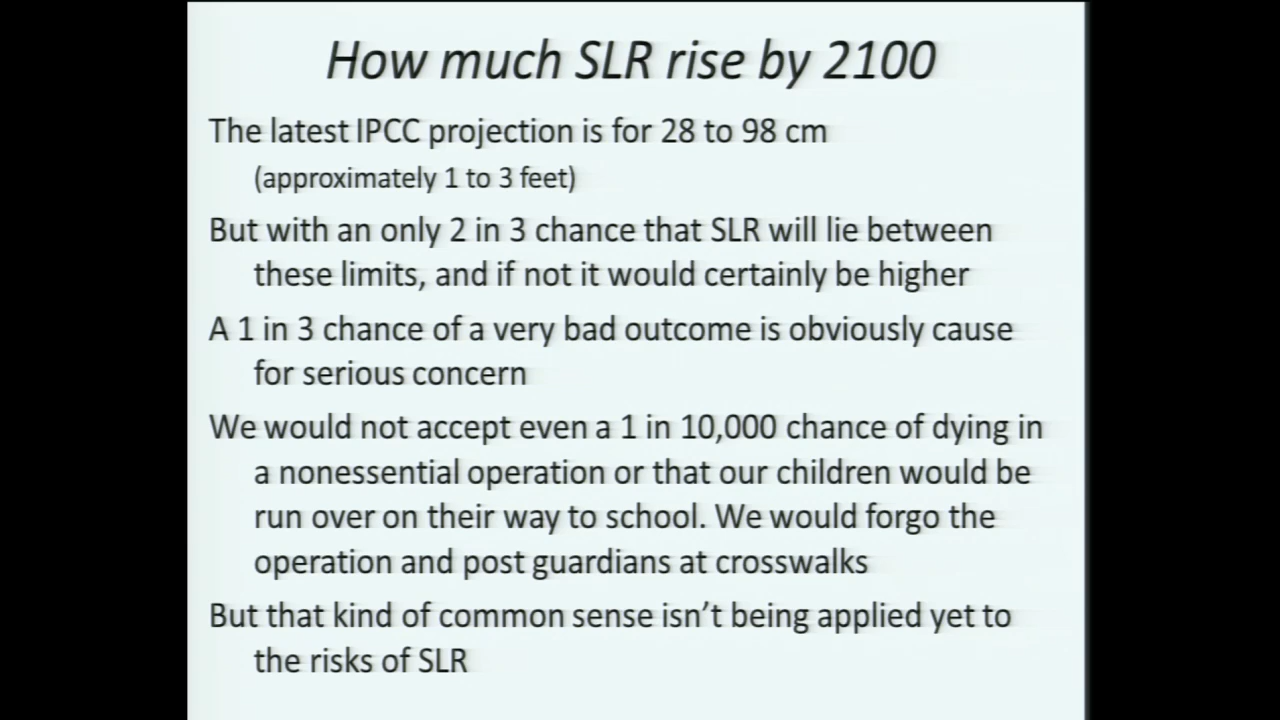 How much SLR rise by 2100
The latest IPCC projection is for 28 to 98 cm
(approximately 1 to 3 feet)
But with an only 2 in 3 chance that SLR will lie between
these limits, and if not it would certainly be higher
A 1 in 3 chance of a very bad outcome is obviously cause
for serious concern
We would not accept even a 1 in 10,000 chance of dying in
a nonessential operation or that our children would be
run over on their way to school. We would forgo the
operation and post guardians at crosswalks
But that kind of common sense isn’t being applied yet to
the risks of SLR